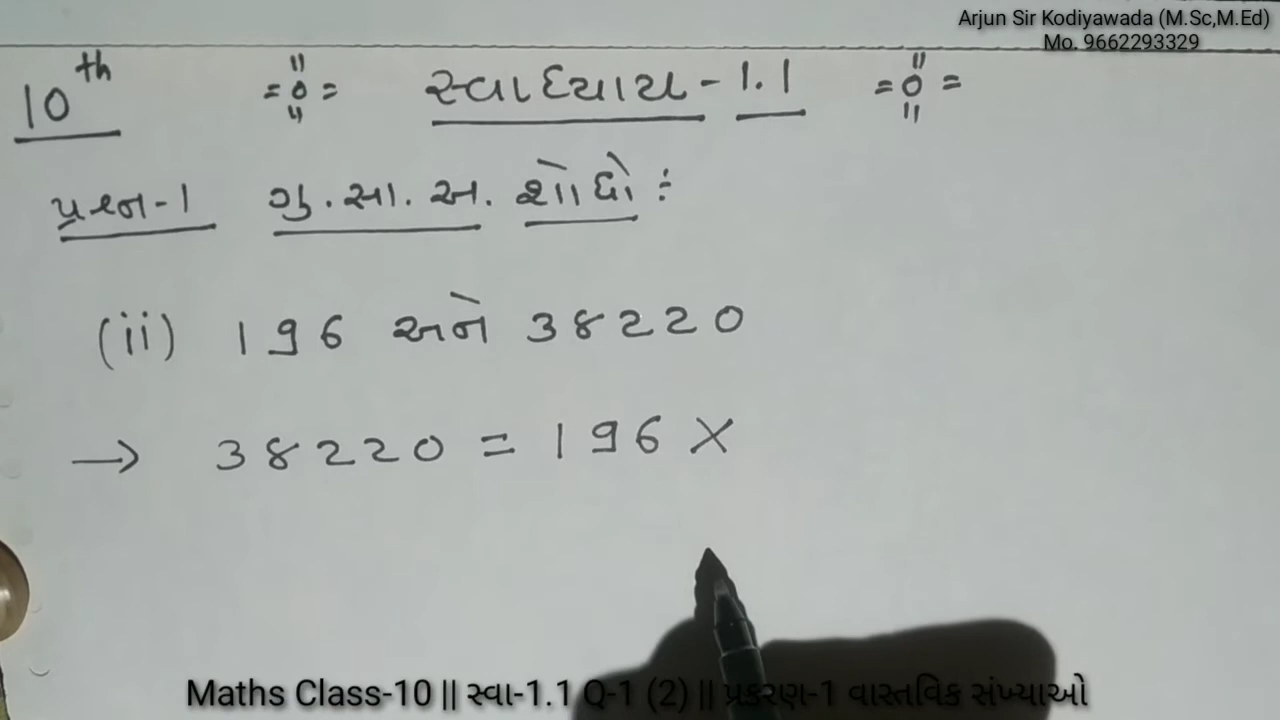 Arjun Sir Kodiyawada (M.Sc,M.Ed)
Mo. 9662293329
10th સ્વાધ્યાય - 1.1
પ્રશ્ન-1 ગુ.સા.અ. શોધો ÷
(ii) 196 અને 38220
→ 38220 = 196 ×
Maths Class-10 || સ્વા-1.1 Q-1 (2) || પ્રકરણ-1 વાસ્તવિક સંખ્યાઓ